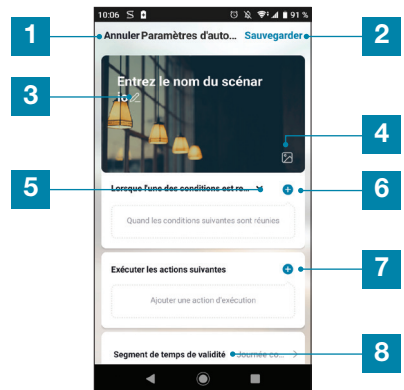 10:06 S 91 %
1
Annuler Paramètres d'auto... Sauvegarder
2
Entrez le nom du scénar
io
3
4
5
Lorsque l'une des conditions est re...
6
Quand les conditions suivantes sont réunies
Exécuter les actions suivantes
7
Ajouter une action d'exécution
Segment de temps de validité Journée co...
8